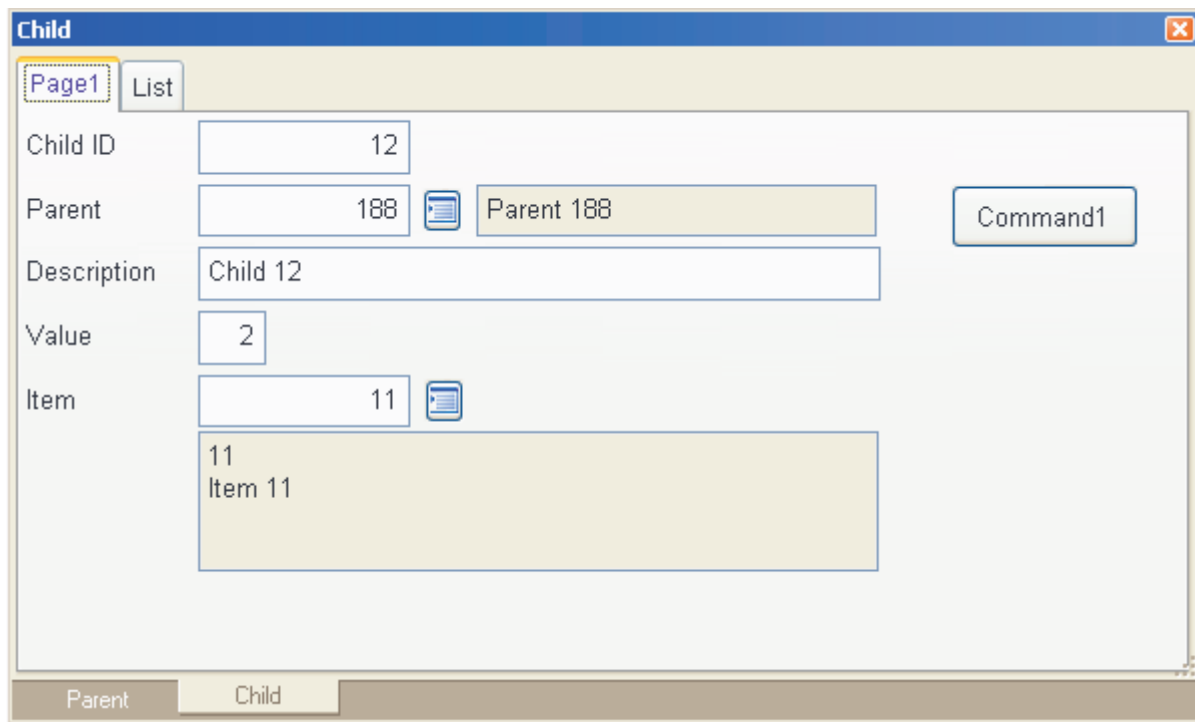 Child
Page1 List
Child ID 12
Parent 188 Parent 188
Command1
Description Child 12
Value 2
Item 11
11
Item 11
Parent Child